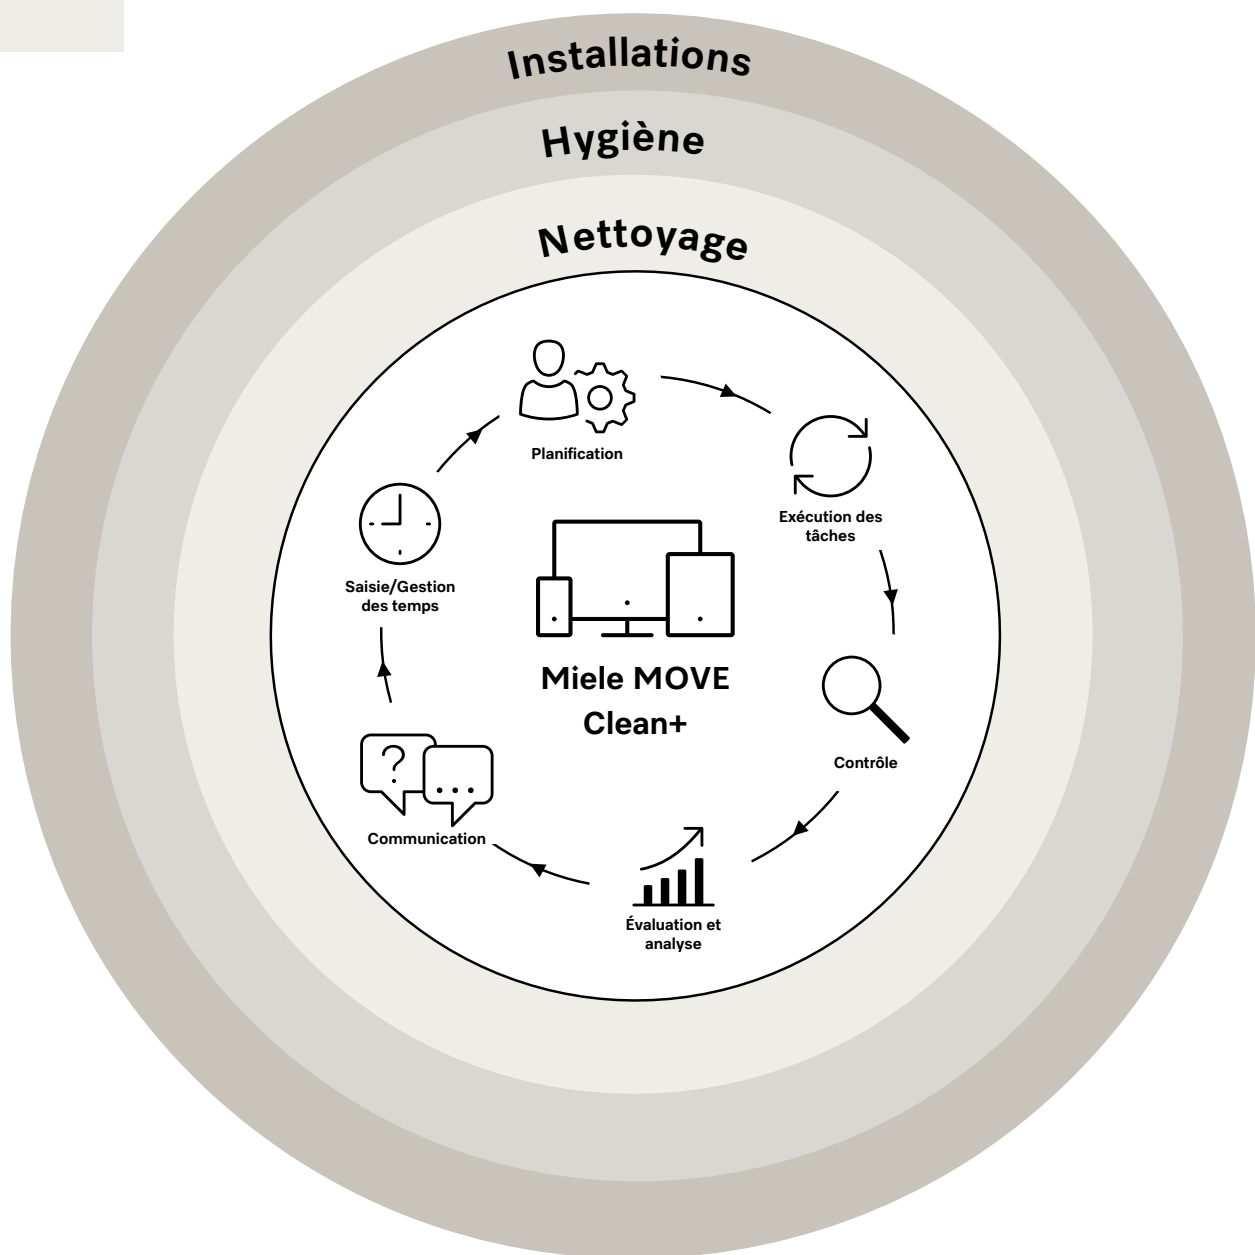 Installations
Hygiène
Nettoyage
Planification
Exécution des
tâches
Saisie/Gestion
des temps
Miele MOVE
Clean+
Contrôle
?
Communication
Évaluation et
analyse